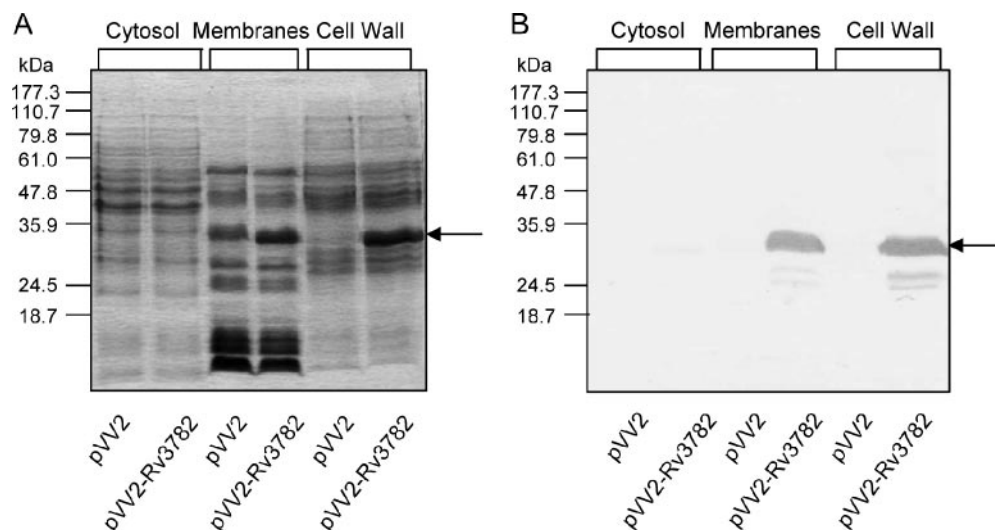 A
Cytosol Membranes Cell Wall
kDa
177.3
110.7
79.8
61.0
47.8
35.9
24.5
18.7
pVV2
pVV2-Rv3782
pVV2
pVV2-Rv3782
pVV2
pVV2-Rv3782
B
Cytosol Membranes Cell Wall
kDa
177.3
110.7
79.8
61.0
47.8
35.9
24.5
18.7
pVV2
pVV2-Rv3782
pVV2
pVV2-Rv3782
pVV2
pVV2-Rv3782